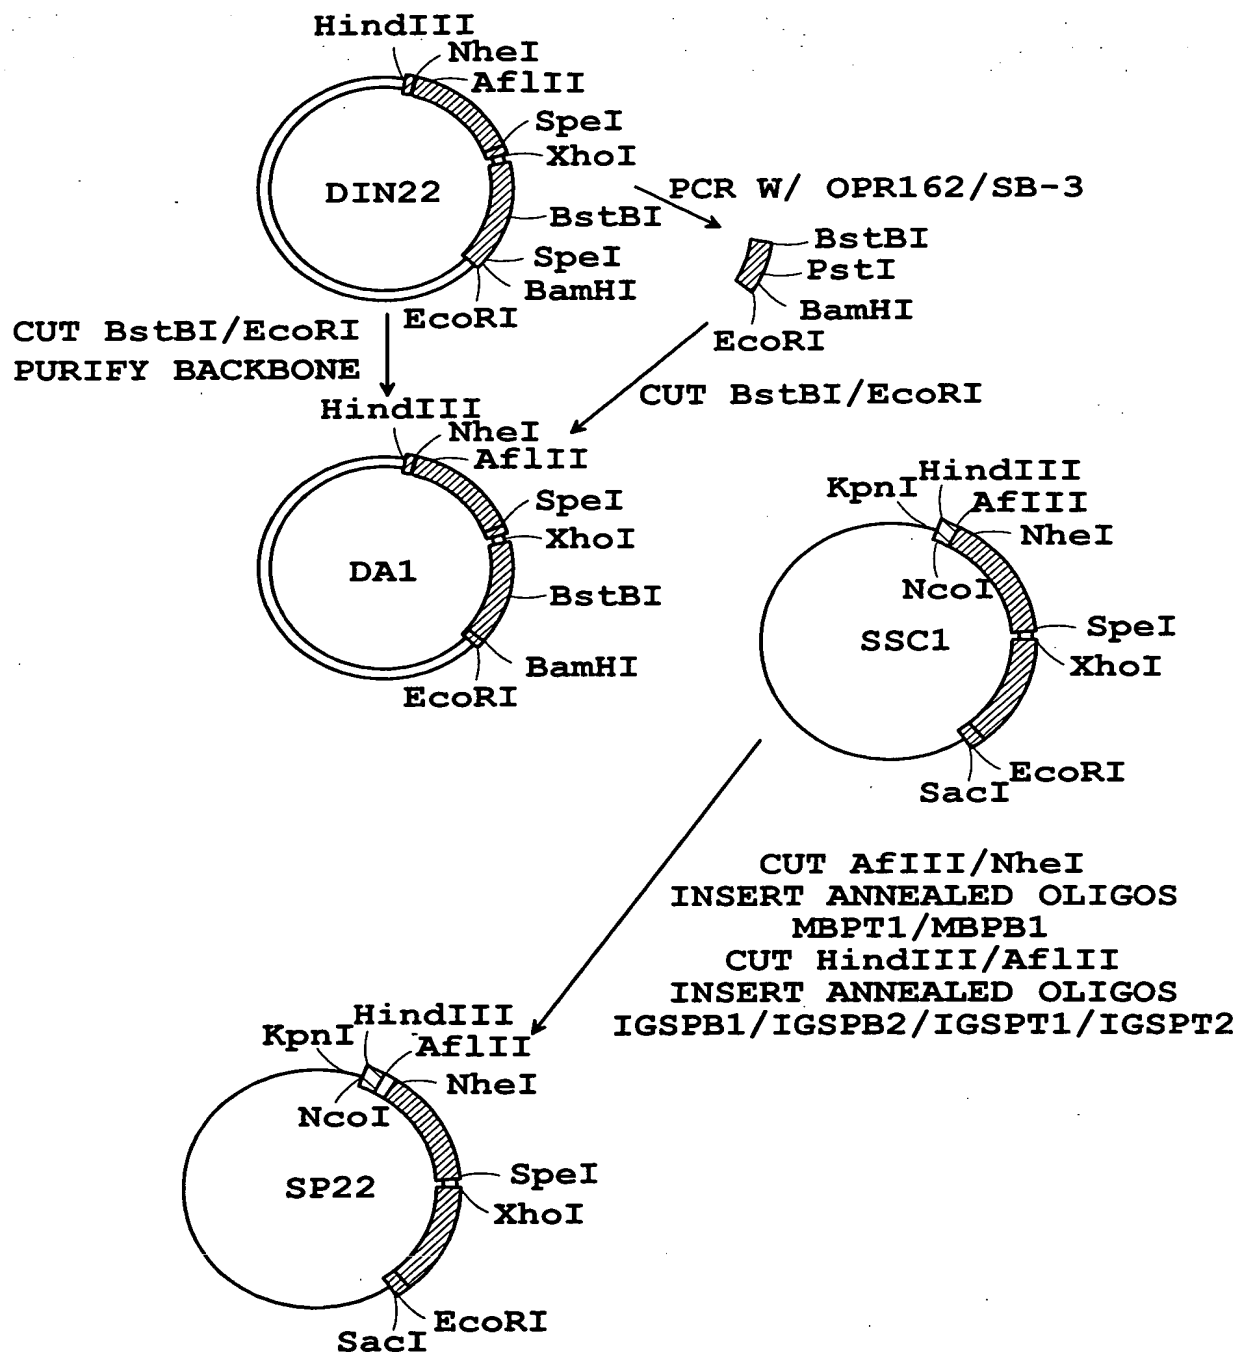 HindIII
NheI
AflII
SpeI
XhoI
DIN22
BstBI
SpeI
BamHI
EcoRI
PCR W/ OPR162/SB-3
BstBI
PstI
BamHI
EcoRI
CUT BstBI/EcoRI
PURIFY BACKBONE
CUT BstBI/EcoRI
HindIII
NheI
AflII
SpeI
XhoI
DA1
BstBI
BamHI
EcoRI
HindIII
KpnI
AfIII
NheI
NcoI
SSC1
SpeI
XhoI
EcoRI
SacI
CUT AfIII/NheI
INSERT ANNEALED OLIGOS
MBPT1/MBPB1
CUT HindIII/AflII
INSERT ANNEALED OLIGOS
IGSPB1/IGSPB2/IGSPT1/IGSPT2
HindIII
KpnI
AflII
NheI
NcoI
SP22
SpeI
XhoI
EcoRI
SacI